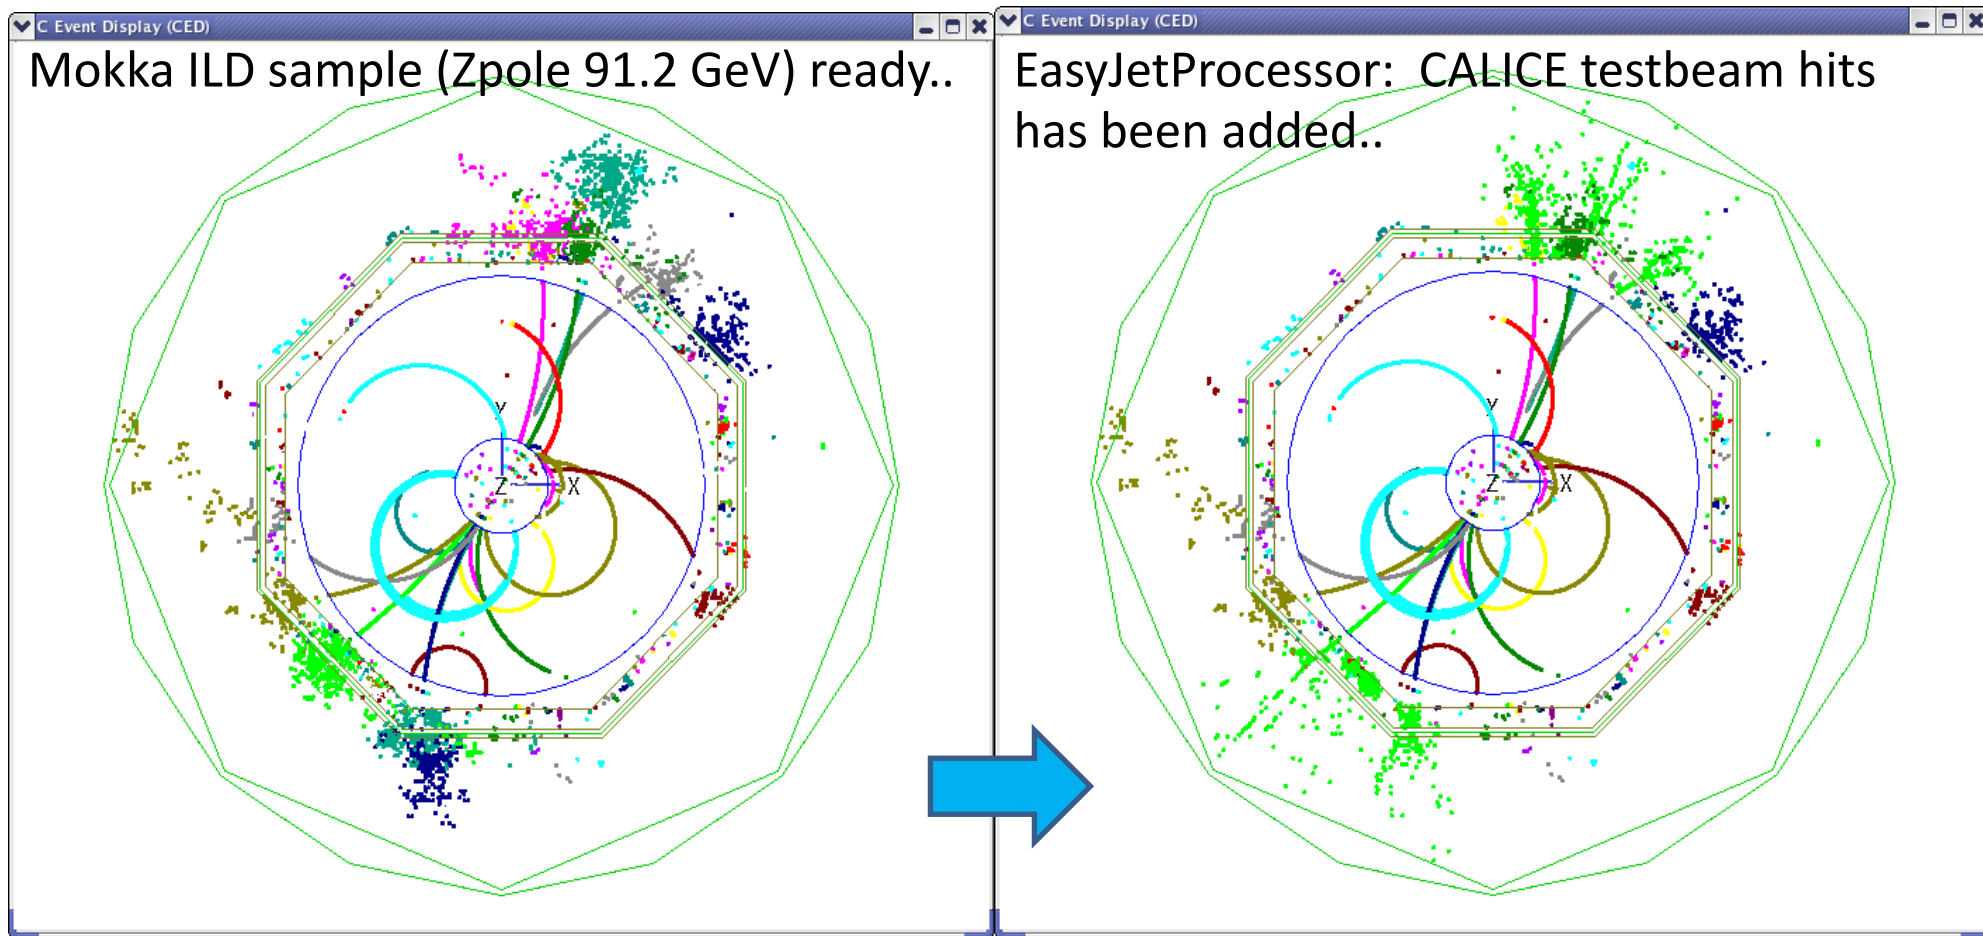 C Event Display (CED)
Mokka ILD sample (Zpole 91.2 GeV) ready..
Y
Z
X
C Event Display (CED)
EasyJetProcessor:  CALICE testbeam hits
has been added..
Y
Z
X